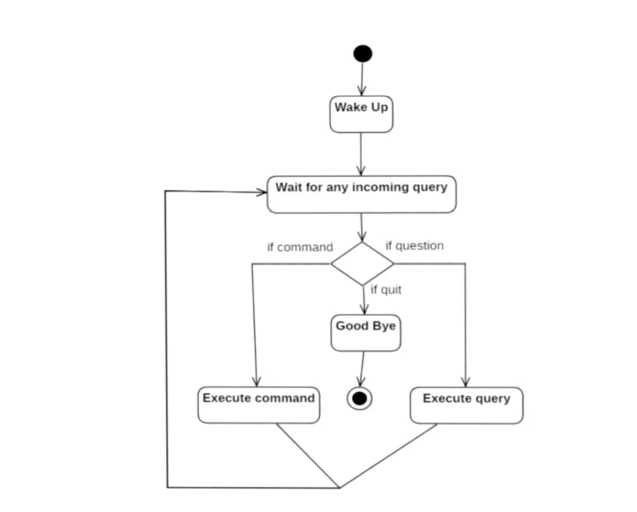 Wake Up
Wait for any incoming query
if command
if question
if quit
Good Bye
Execute command
Execute query